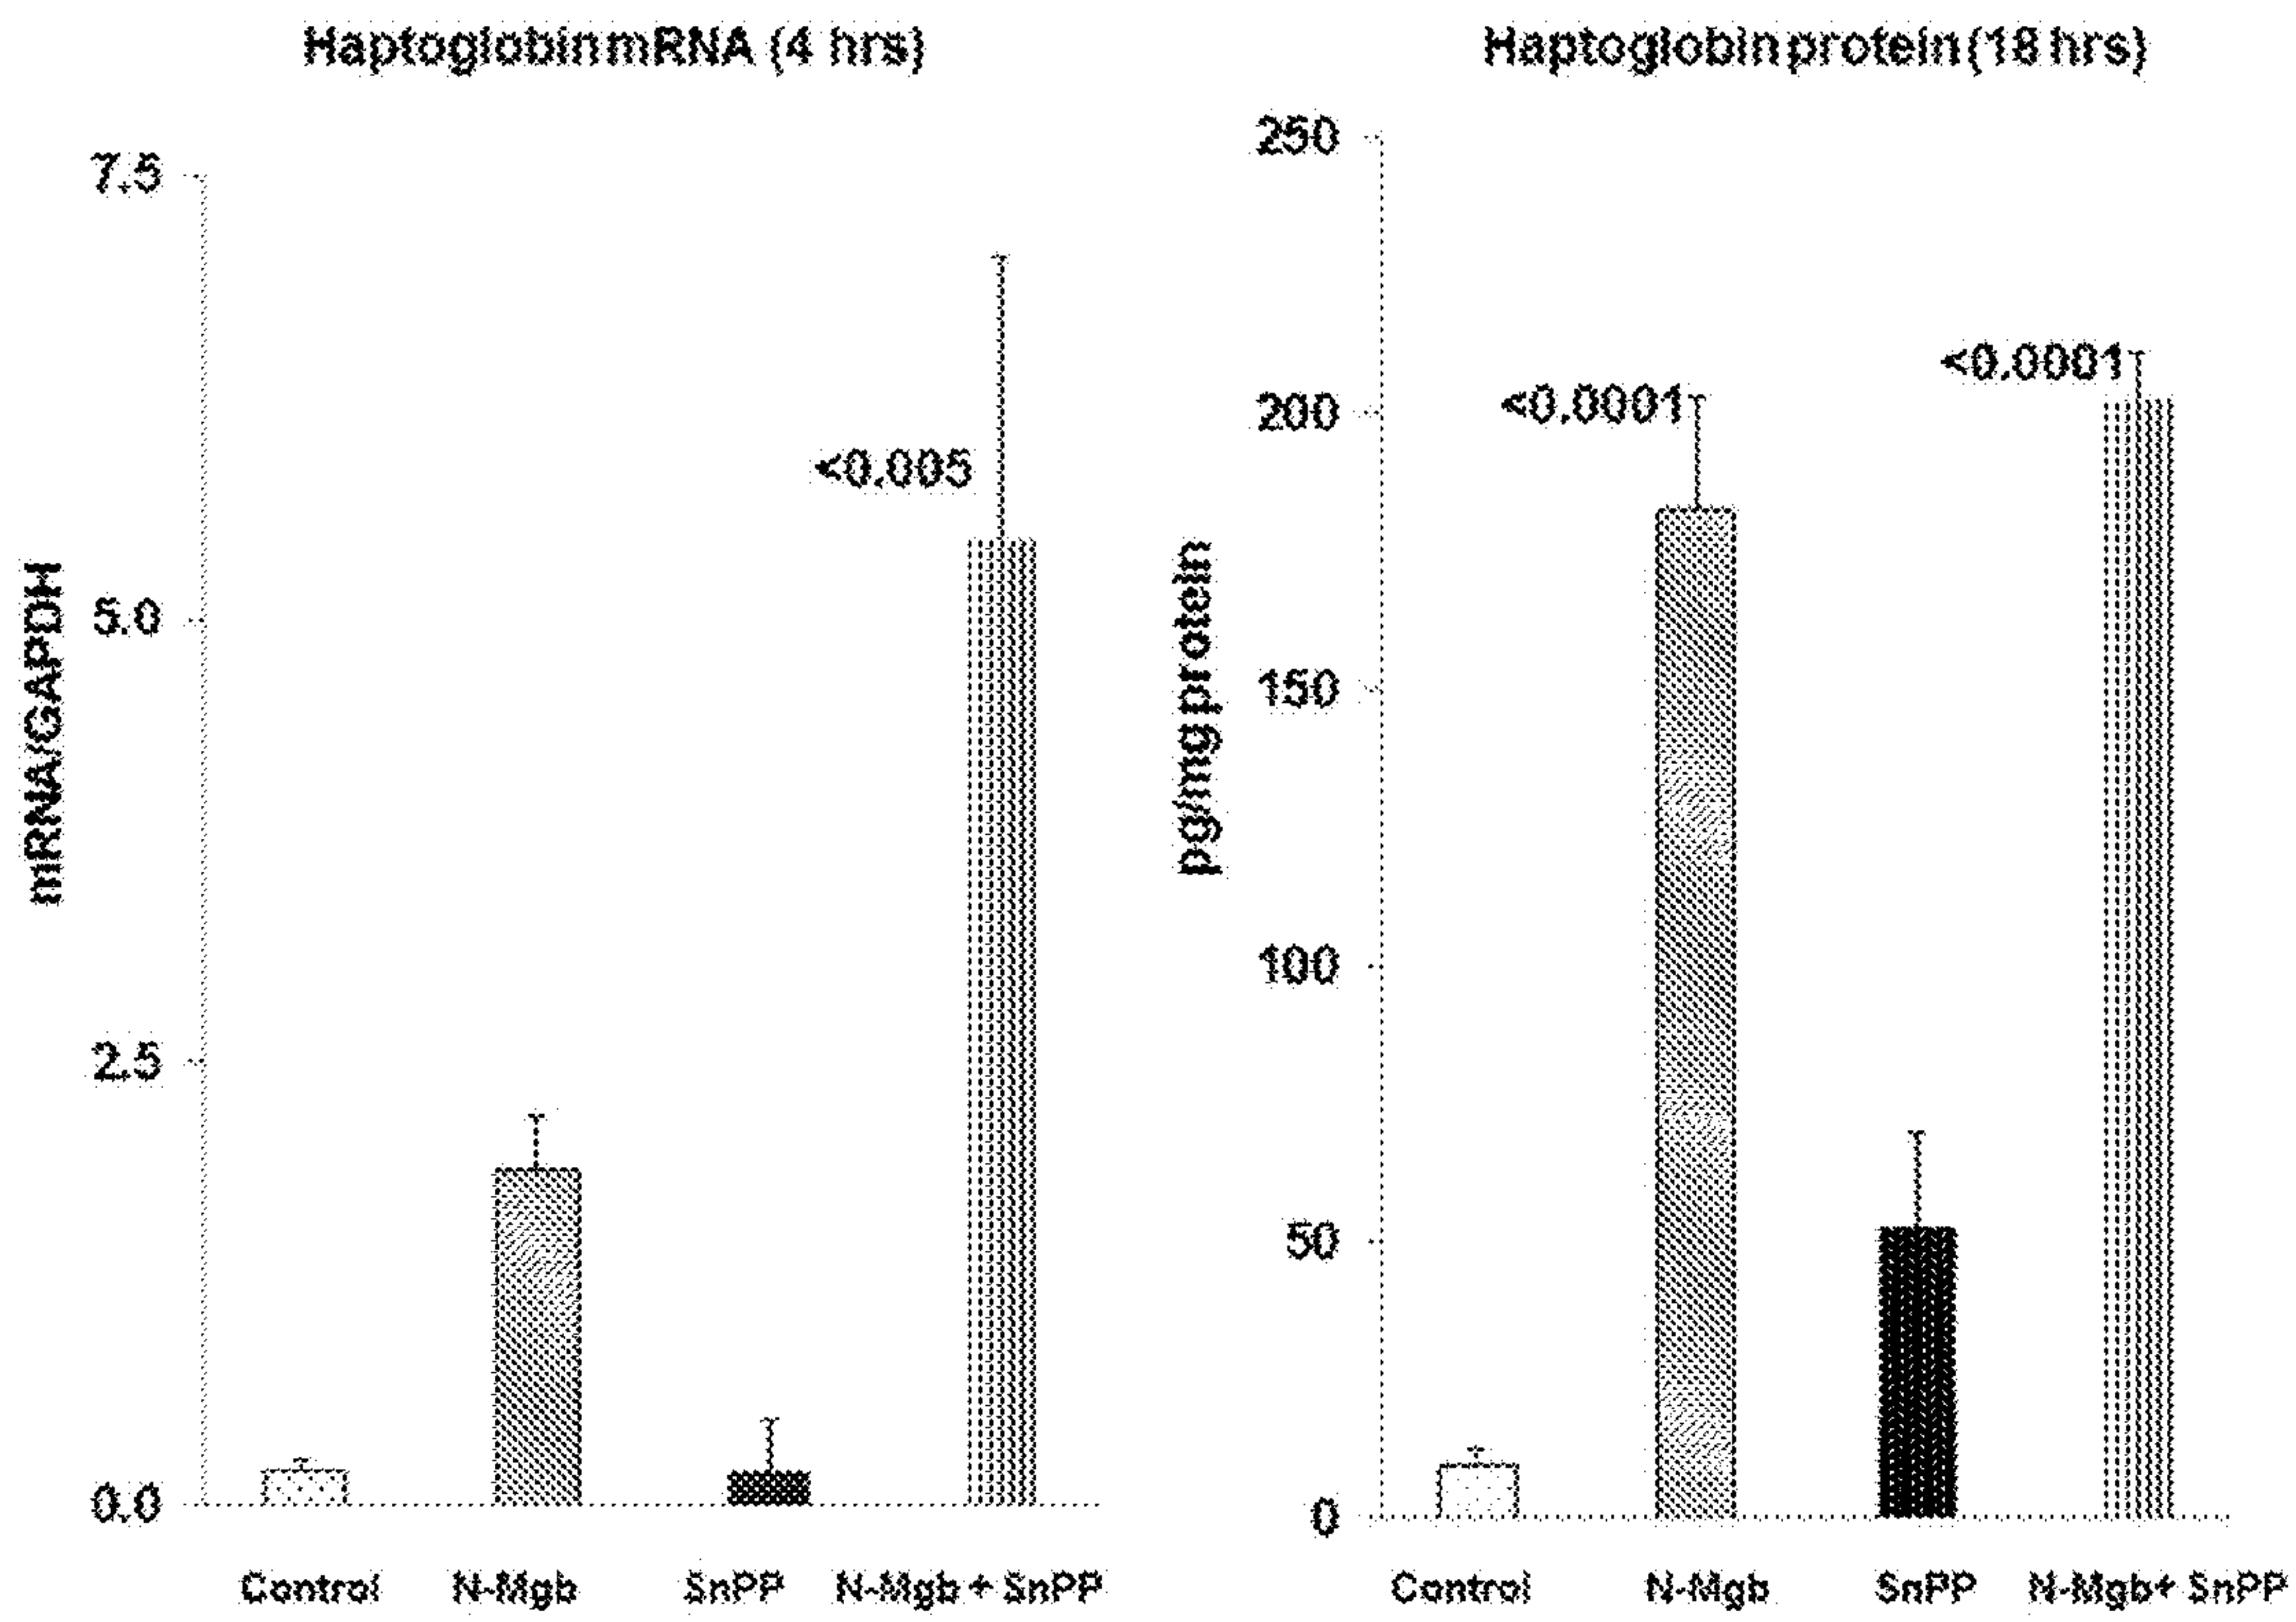 Haptoglobin mRNA (4 hrs)
7.5
5.0
2.5
0.0
mRNA/GAPDH
<0.005
Control N-Mgb SnPP N-Mgb + SnPP
Haptoglobin protein (18 hrs)
250
200
150
100
50
0
pg/mg protein
<0.0001
<0.0001
Control N-Mgb SnPP N-Mgb+ SnPP